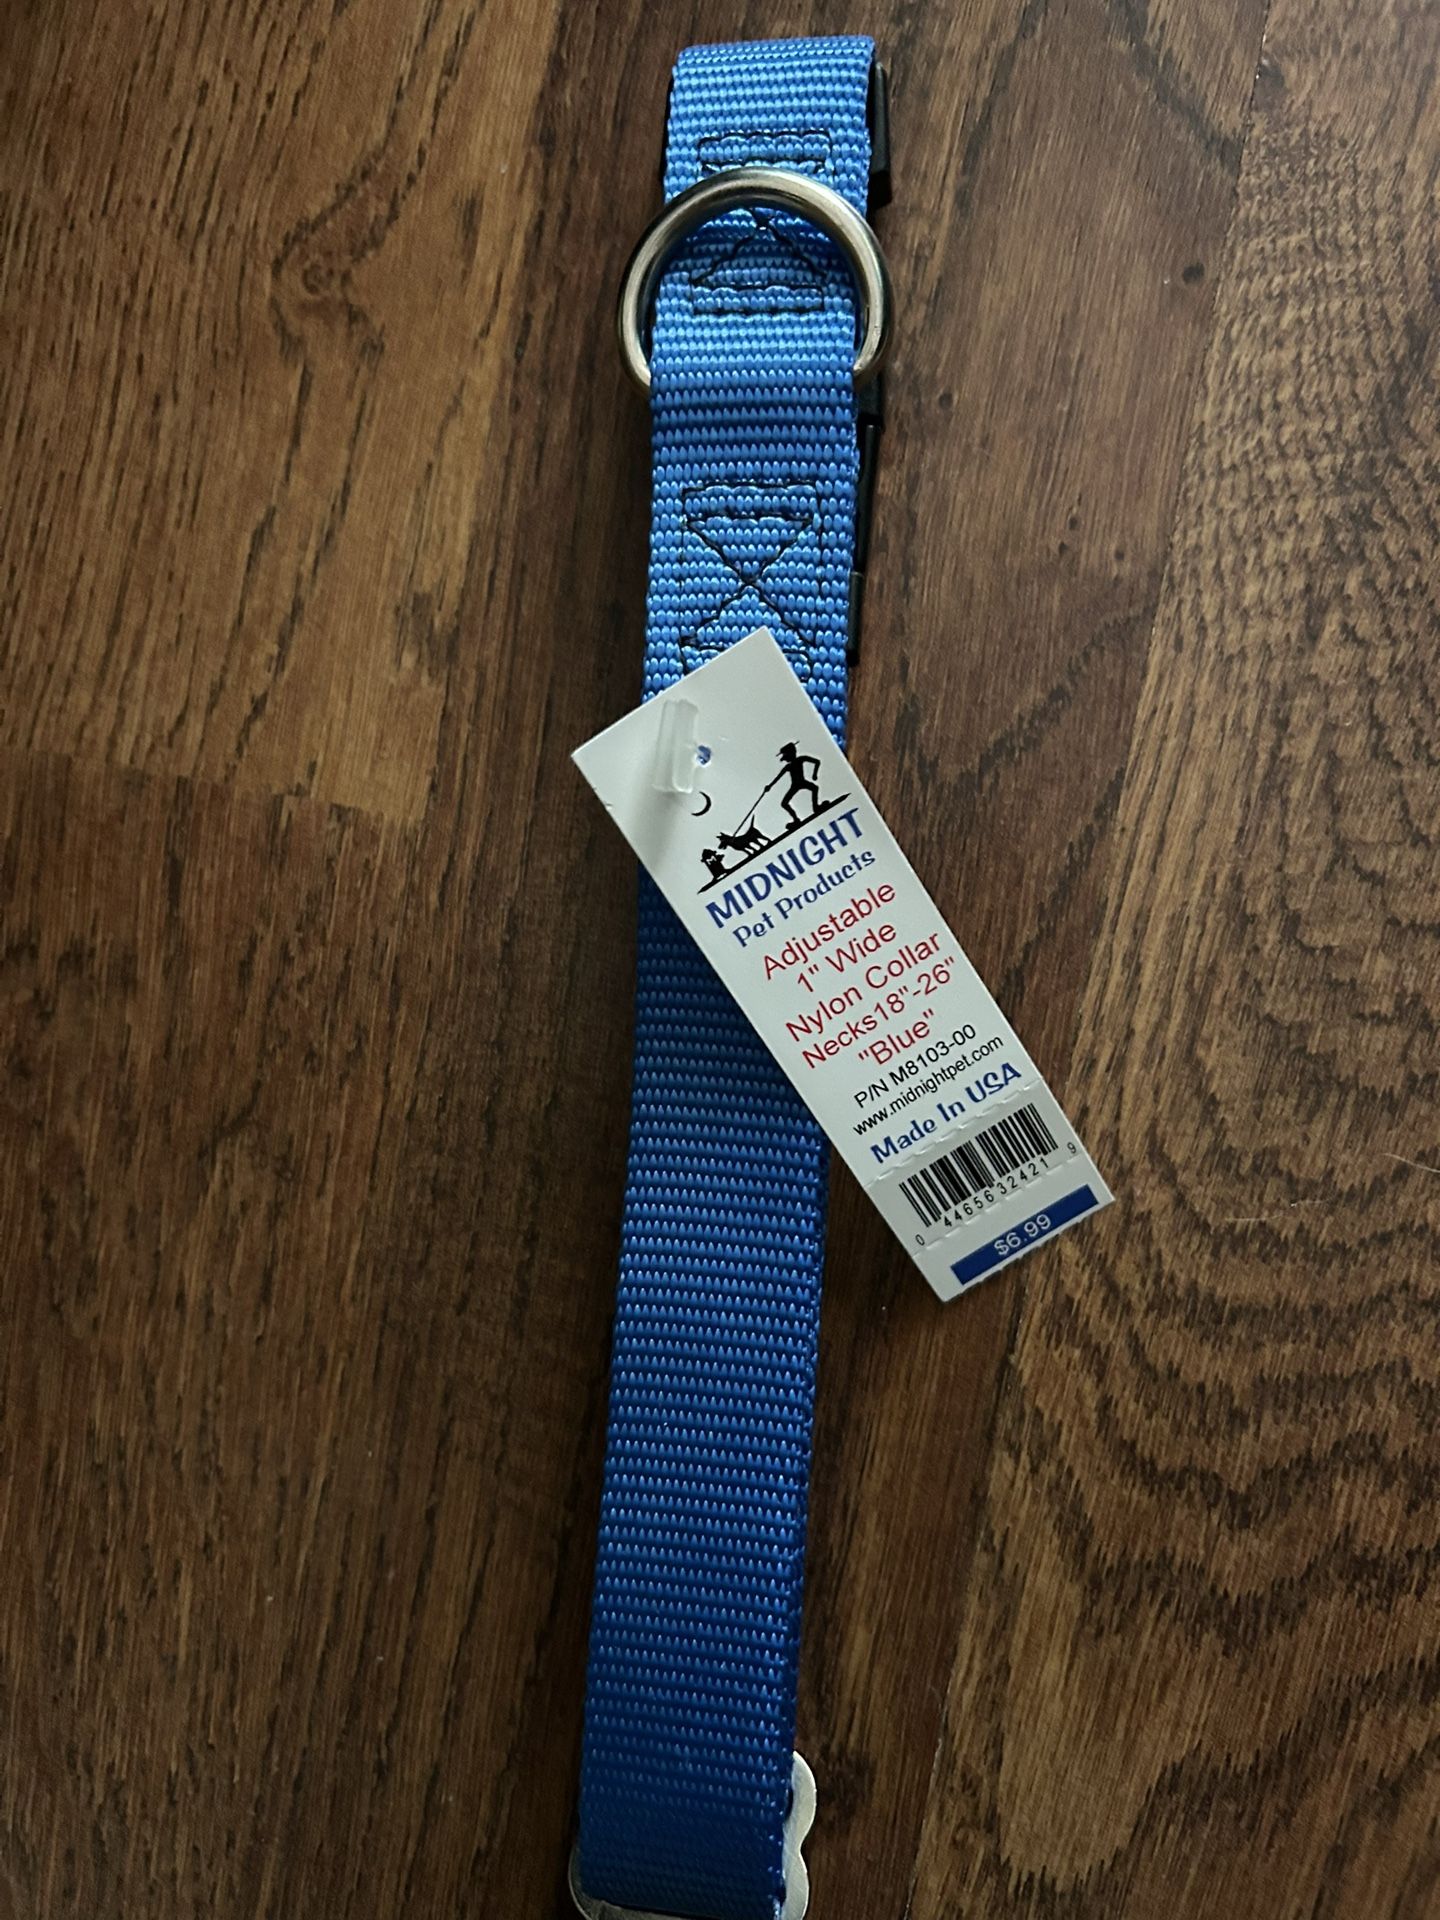 MIDNIGHT
Pet Products
Adjustable
1" Wide
Nylon Collar
Necks18"-26"
"Blue"
P/N M8103-00
www.midnightpet.com
Made In USA
0 44656 32421 9
$6.99